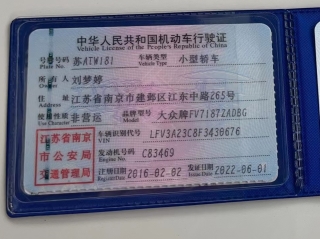 中华人民共和国机动车行驶证
Vehicle License of the People's Republic of China
号牌号码 苏ATW181 车辆类型 小型轿车
Plate No. Vehicle Type
所有人 刘梦婷
Owner
住址 江苏省南京市建邺区江东中路265号
Address
使用性质 非营运 品牌型号 大众牌FV7187ZADBG
Use Character Model
江苏省南京市公安局交通管理局
车辆识别代号 LFV3A23C8F3430676
VIN
发动机号码 C83469
Engine No.
注册日期 2016-02-02 发证日期 2022-06-01
Register Date Issue Date